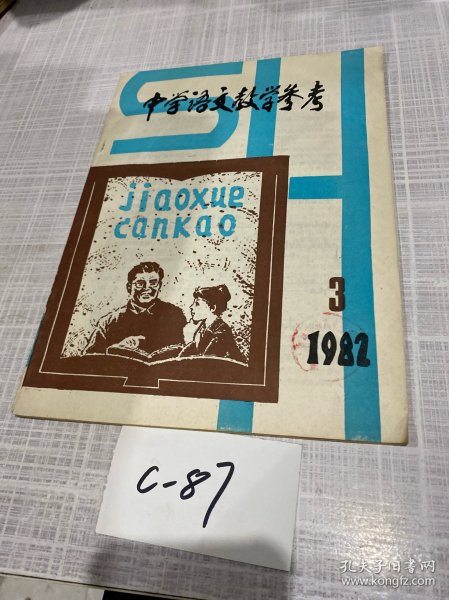 中学语文教学参考
jiaoxue
cankao
3
1982
C-87
孔夫子旧书网
www.kongfz.com